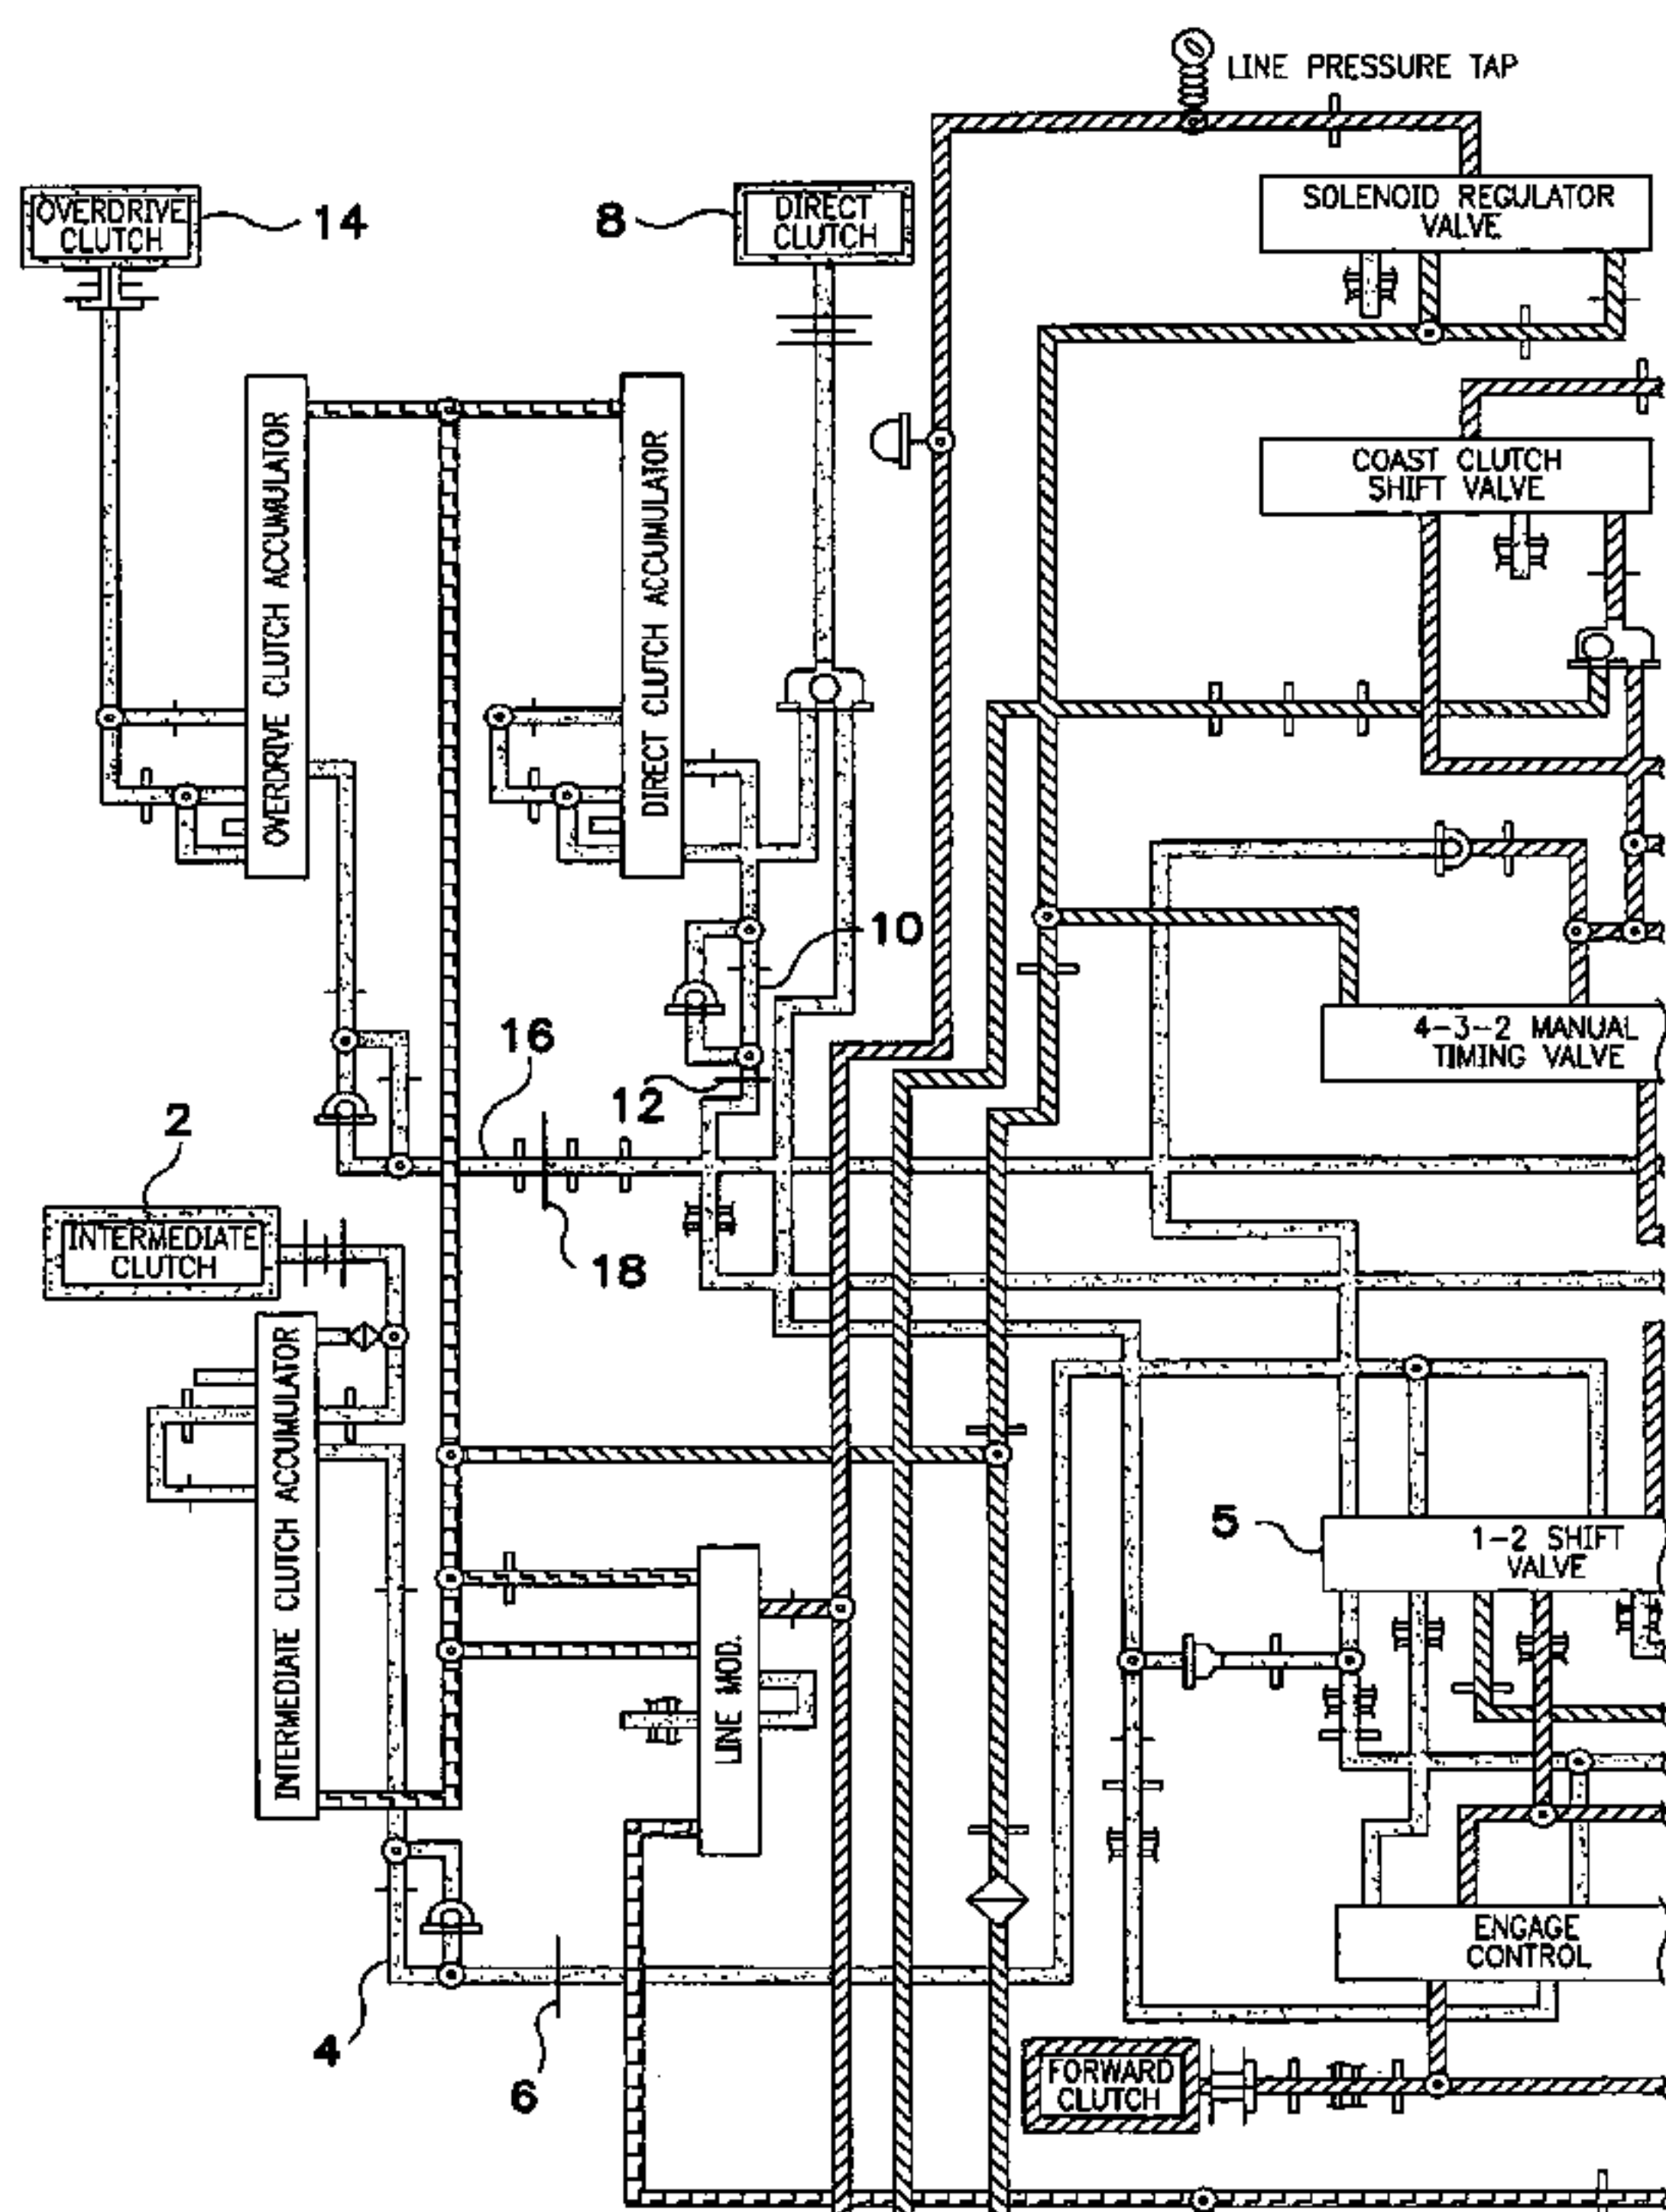 LINE PRESSURE TAP
OVERDRIVE
CLUTCH
14
8
DIRECT
CLUTCH
SOLENOID REGULATOR
VALVE
OVERDRIVE CLUTCH ACCUMULATOR
DIRECT CLUTCH ACCUMULATOR
COAST CLUTCH
SHIFT VALVE
10
16
12
4-3-2 MANUAL
TIMING VALVE
2
INTERMEDIATE
CLUTCH
18
INTERMEDIATE CLUTCH ACCUMULATOR
5
1-2 SHIFT
VALVE
LINE MOD.
ENGAGE
CONTROL
4
6
FORWARD
CLUTCH